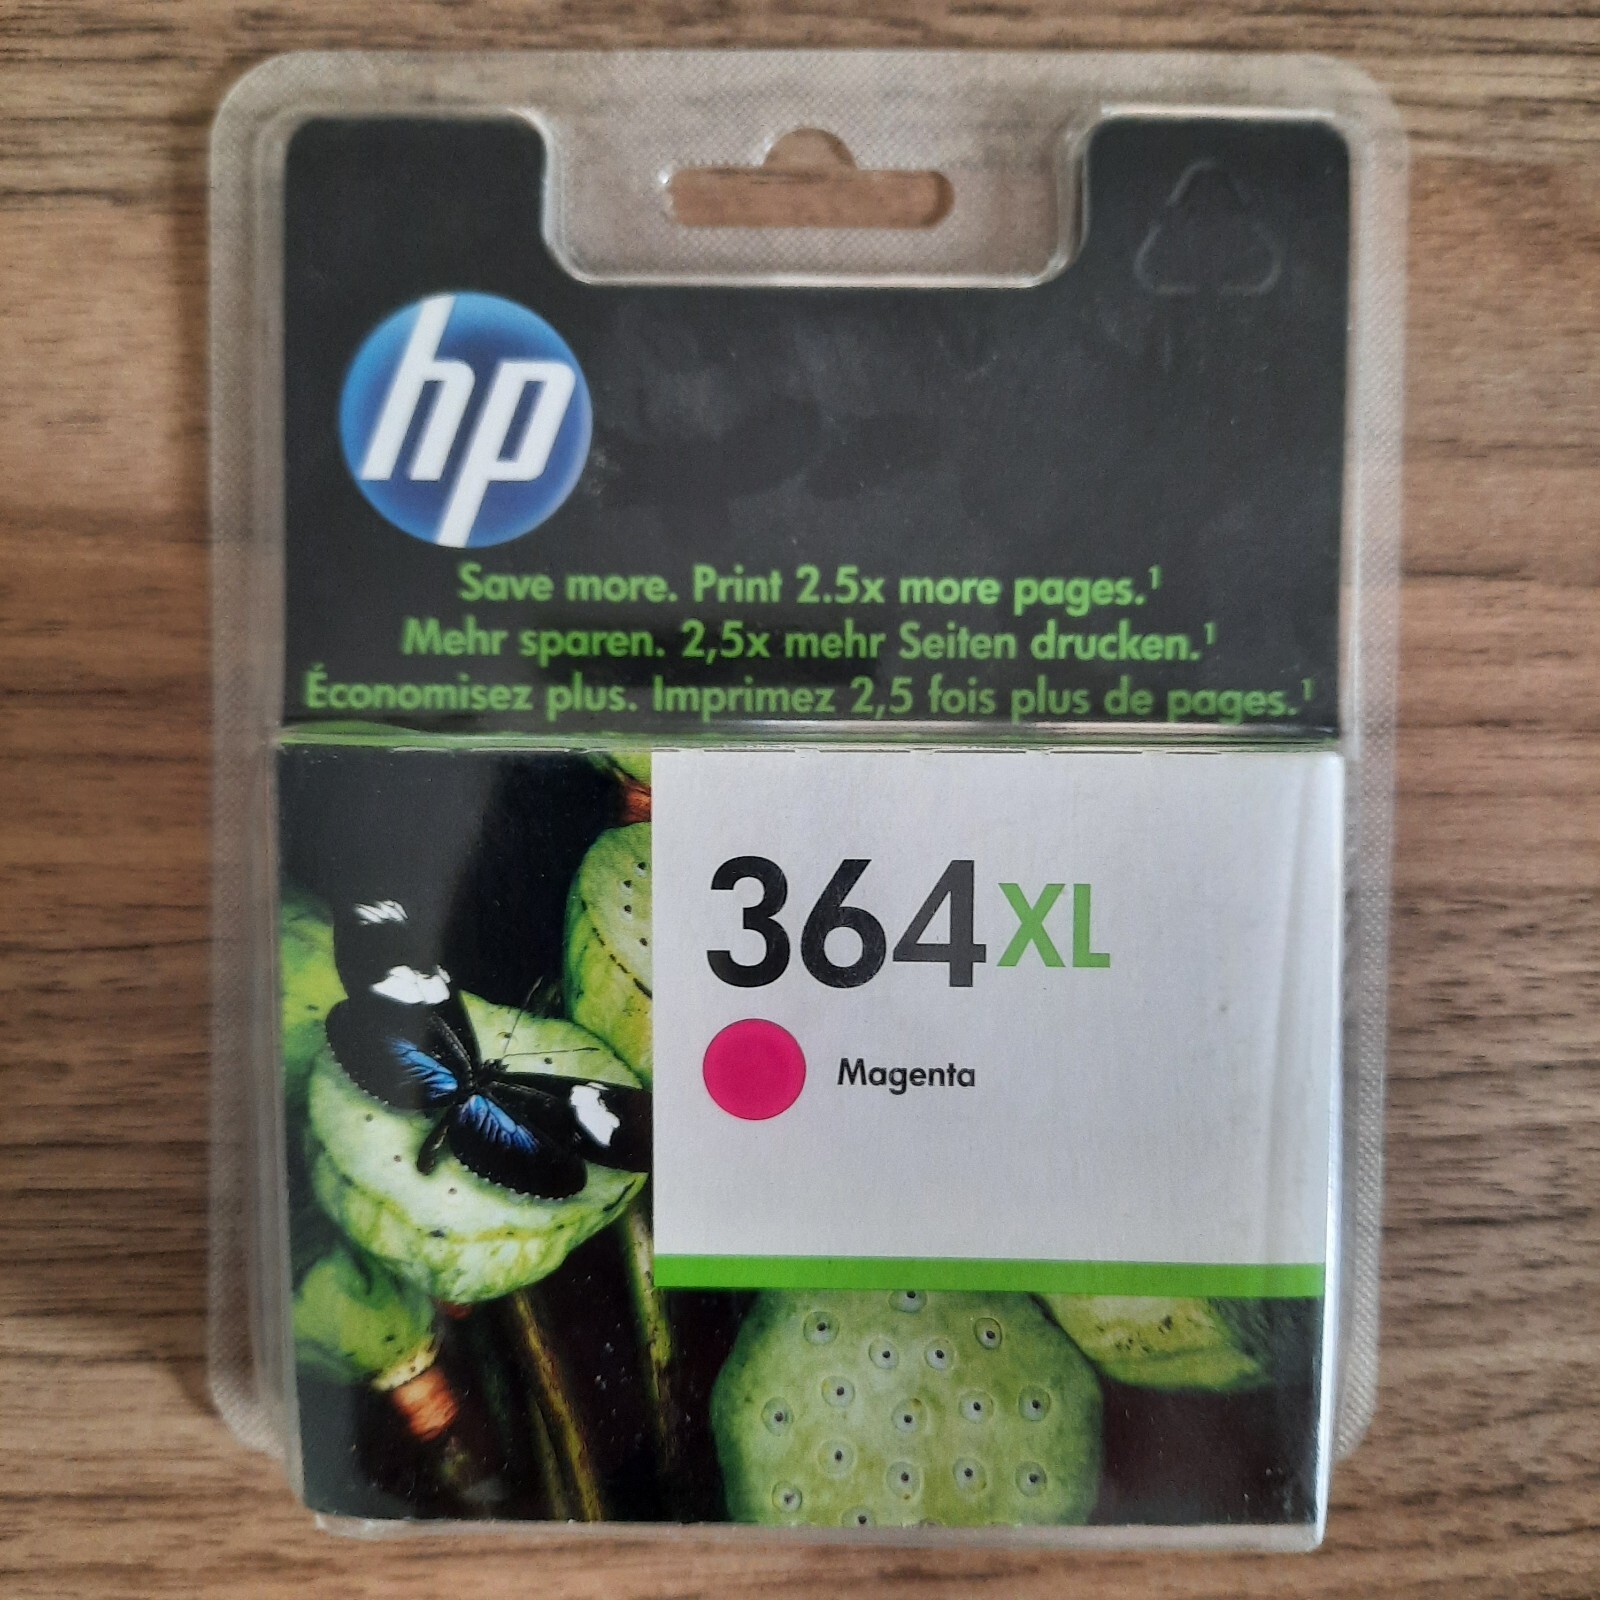 hp
Save more. Print 2.5x more pages.¹
Mehr sparen. 2,5x mehr Seiten drucken.¹
Économisez plus. Imprimez 2,5 fois plus de pages.¹
364XL
Magenta